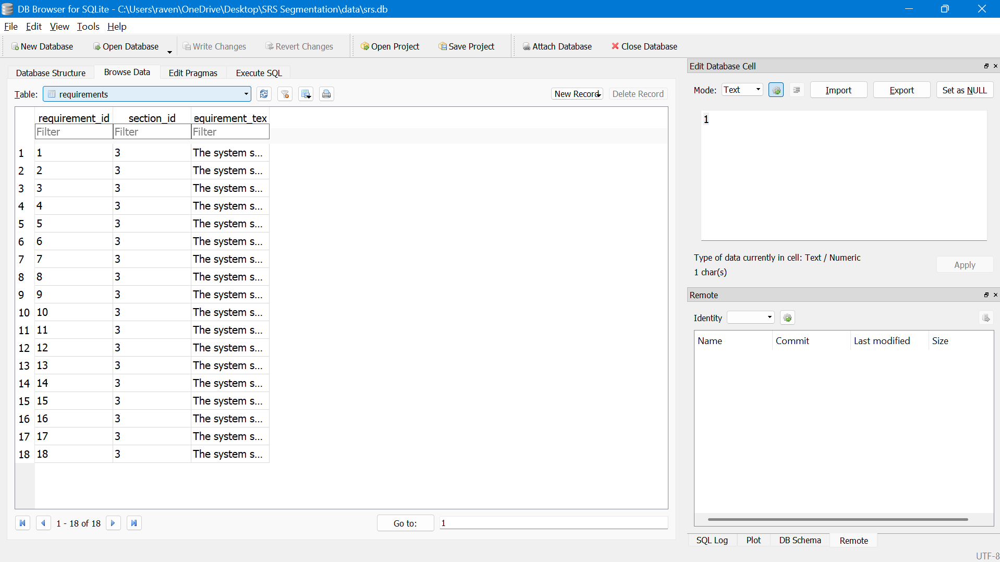 DB Browser for SQLite - C:\Users\raven\OneDrive\Desktop\SRS Segmentation\data\srs.db
File Edit View Tools Help
New Database Open Database Write Changes Revert Changes Open Project Save Project Attach Database Close Database
Database Structure Browse Data Edit Pragmas Execute SQL
Table: requirements New Record Delete Record
requirement_id section_id equirement_tex
Filter Filter Filter
1 1 3 The system s...
2 2 3 The system s...
3 3 3 The system s...
4 4 3 The system s...
5 5 3 The system s...
6 6 3 The system s...
7 7 3 The system s...
8 8 3 The system s...
9 9 3 The system s...
10 10 3 The system s...
11 11 3 The system s...
12 12 3 The system s...
13 13 3 The system s...
14 14 3 The system s...
15 15 3 The system s...
16 16 3 The system s...
17 17 3 The system s...
18 18 3 The system s...
1 - 18 of 18 Go to: 1
Edit Database Cell
Mode: Text Import Export Set as NULL
1
Type of data currently in cell: Text / Numeric
1 char(s)
Apply
Remote
Identity
Name Commit Last modified Size
SQL Log Plot DB Schema Remote
UTF-8